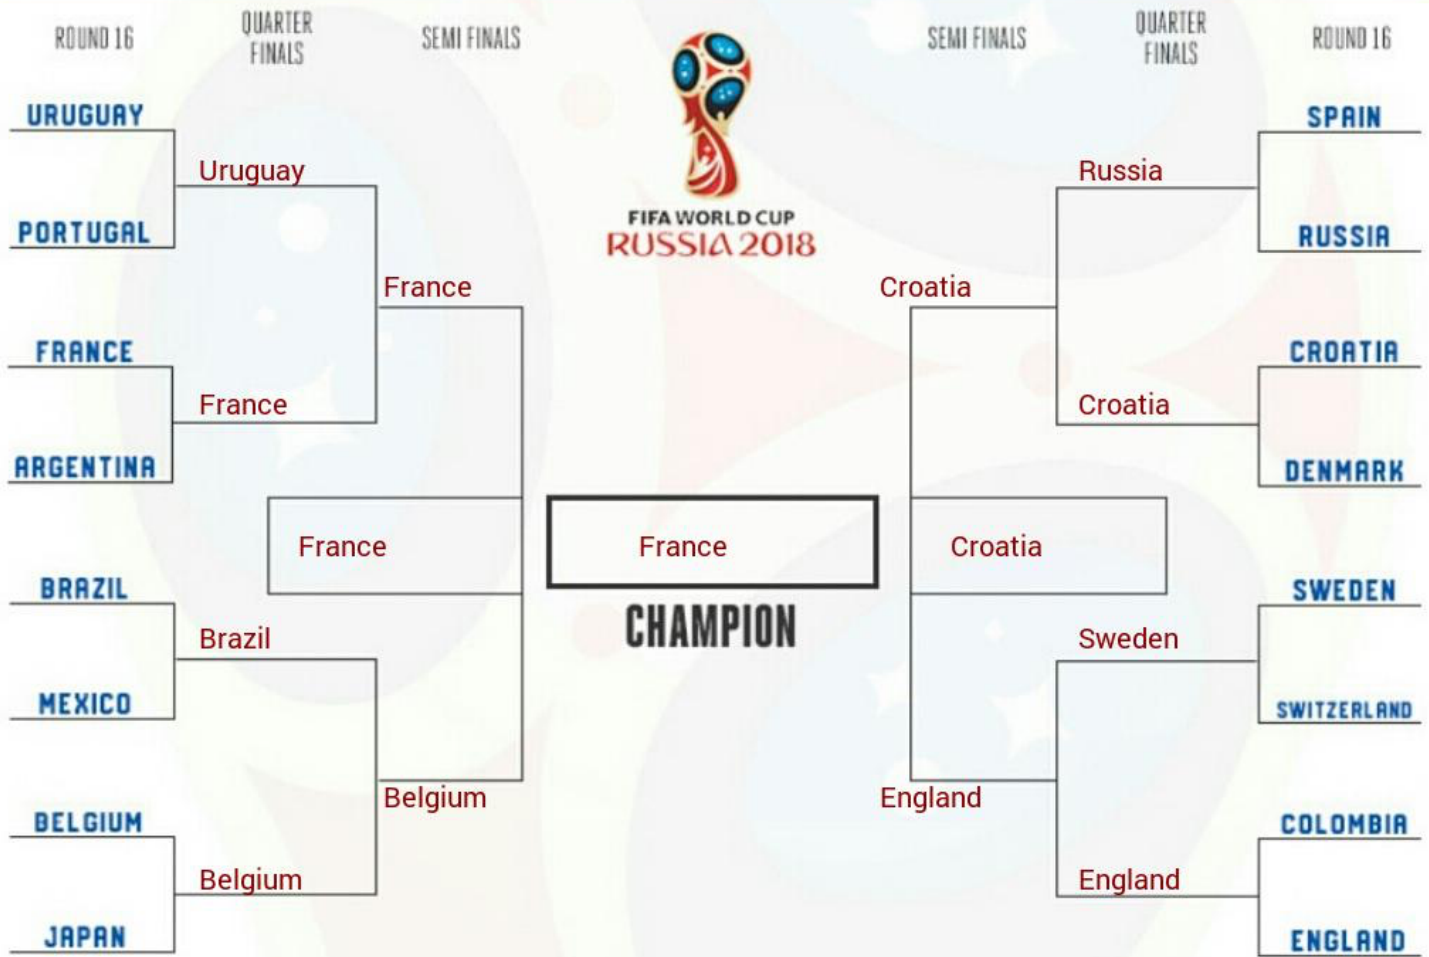 ROUND 16
QUARTER
FINALS
SEMI FINALS
SEMI FINALS
QUARTER
FINALS
ROUND 16
URUGUAY
Uruguay
PORTUGAL
France
FRANCE
France
ARGENTINA
France
BRAZIL
Brazil
MEXICO
Belgium
BELGIUM
Belgium
JAPAN
FIFA WORLD CUP
RUSSIA 2018
France
CHAMPION
SPAIN
Russia
RUSSIA
Croatia
CROATIA
Croatia
DENMARK
Croatia
SWEDEN
Sweden
SWITZERLAND
England
COLOMBIA
England
ENGLAND